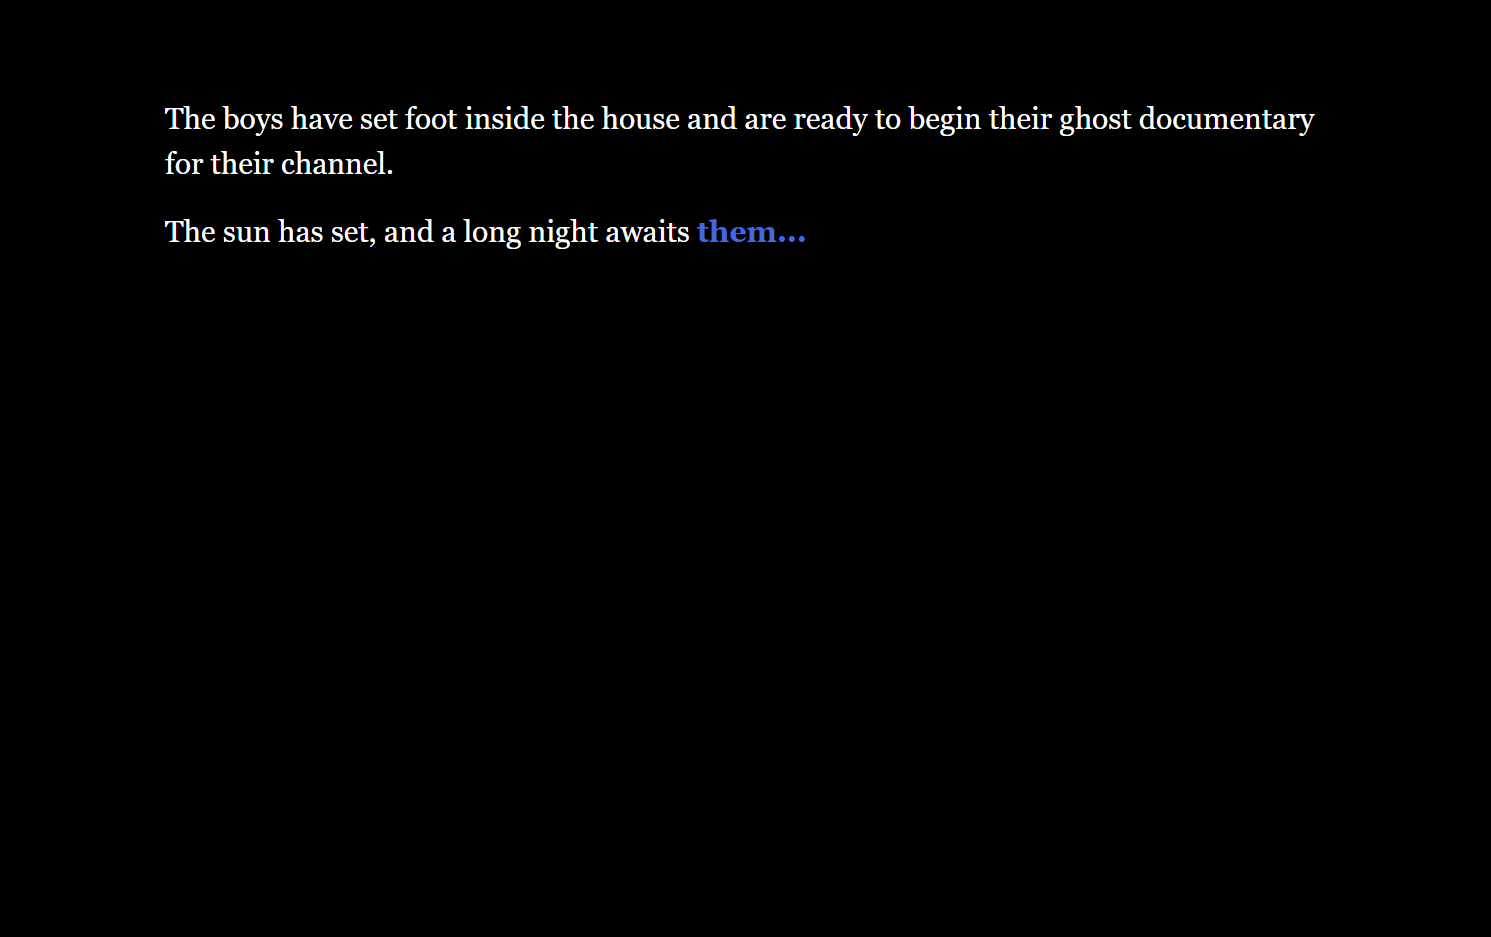 The boys have set foot inside the house and are ready to begin their ghost documentary
for their channel.
The sun has set, and a long night awaits them...